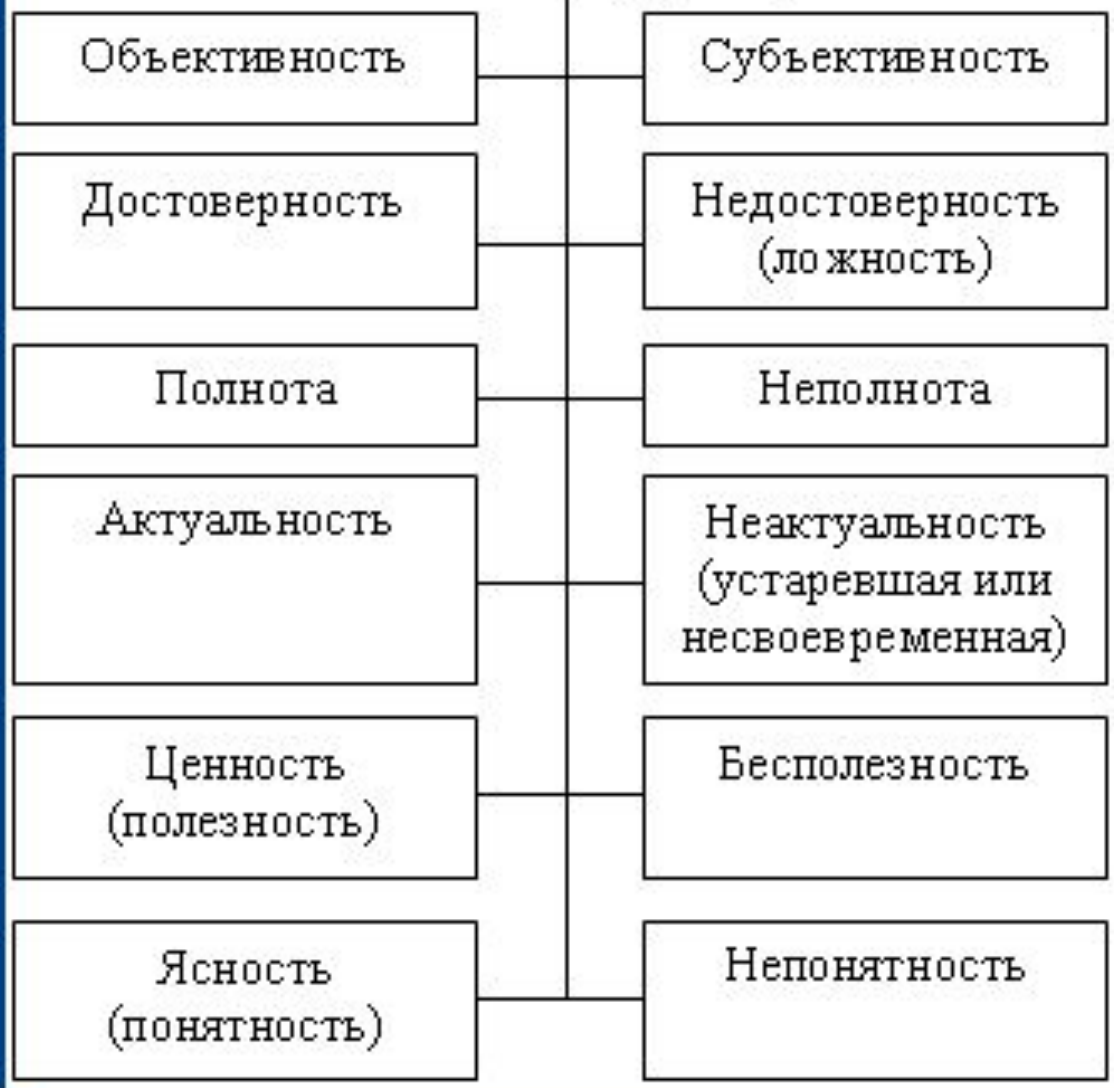 Объективность
Субъективность
Достоверность
Недостоверность
(ложность)
Полнота
Неполнота
Актуальность
Неактуальность
(устаревшая или
несвоевременная)
Ценность
(полезность)
Бесполезность
Ясность
(понятность)
Непонятность